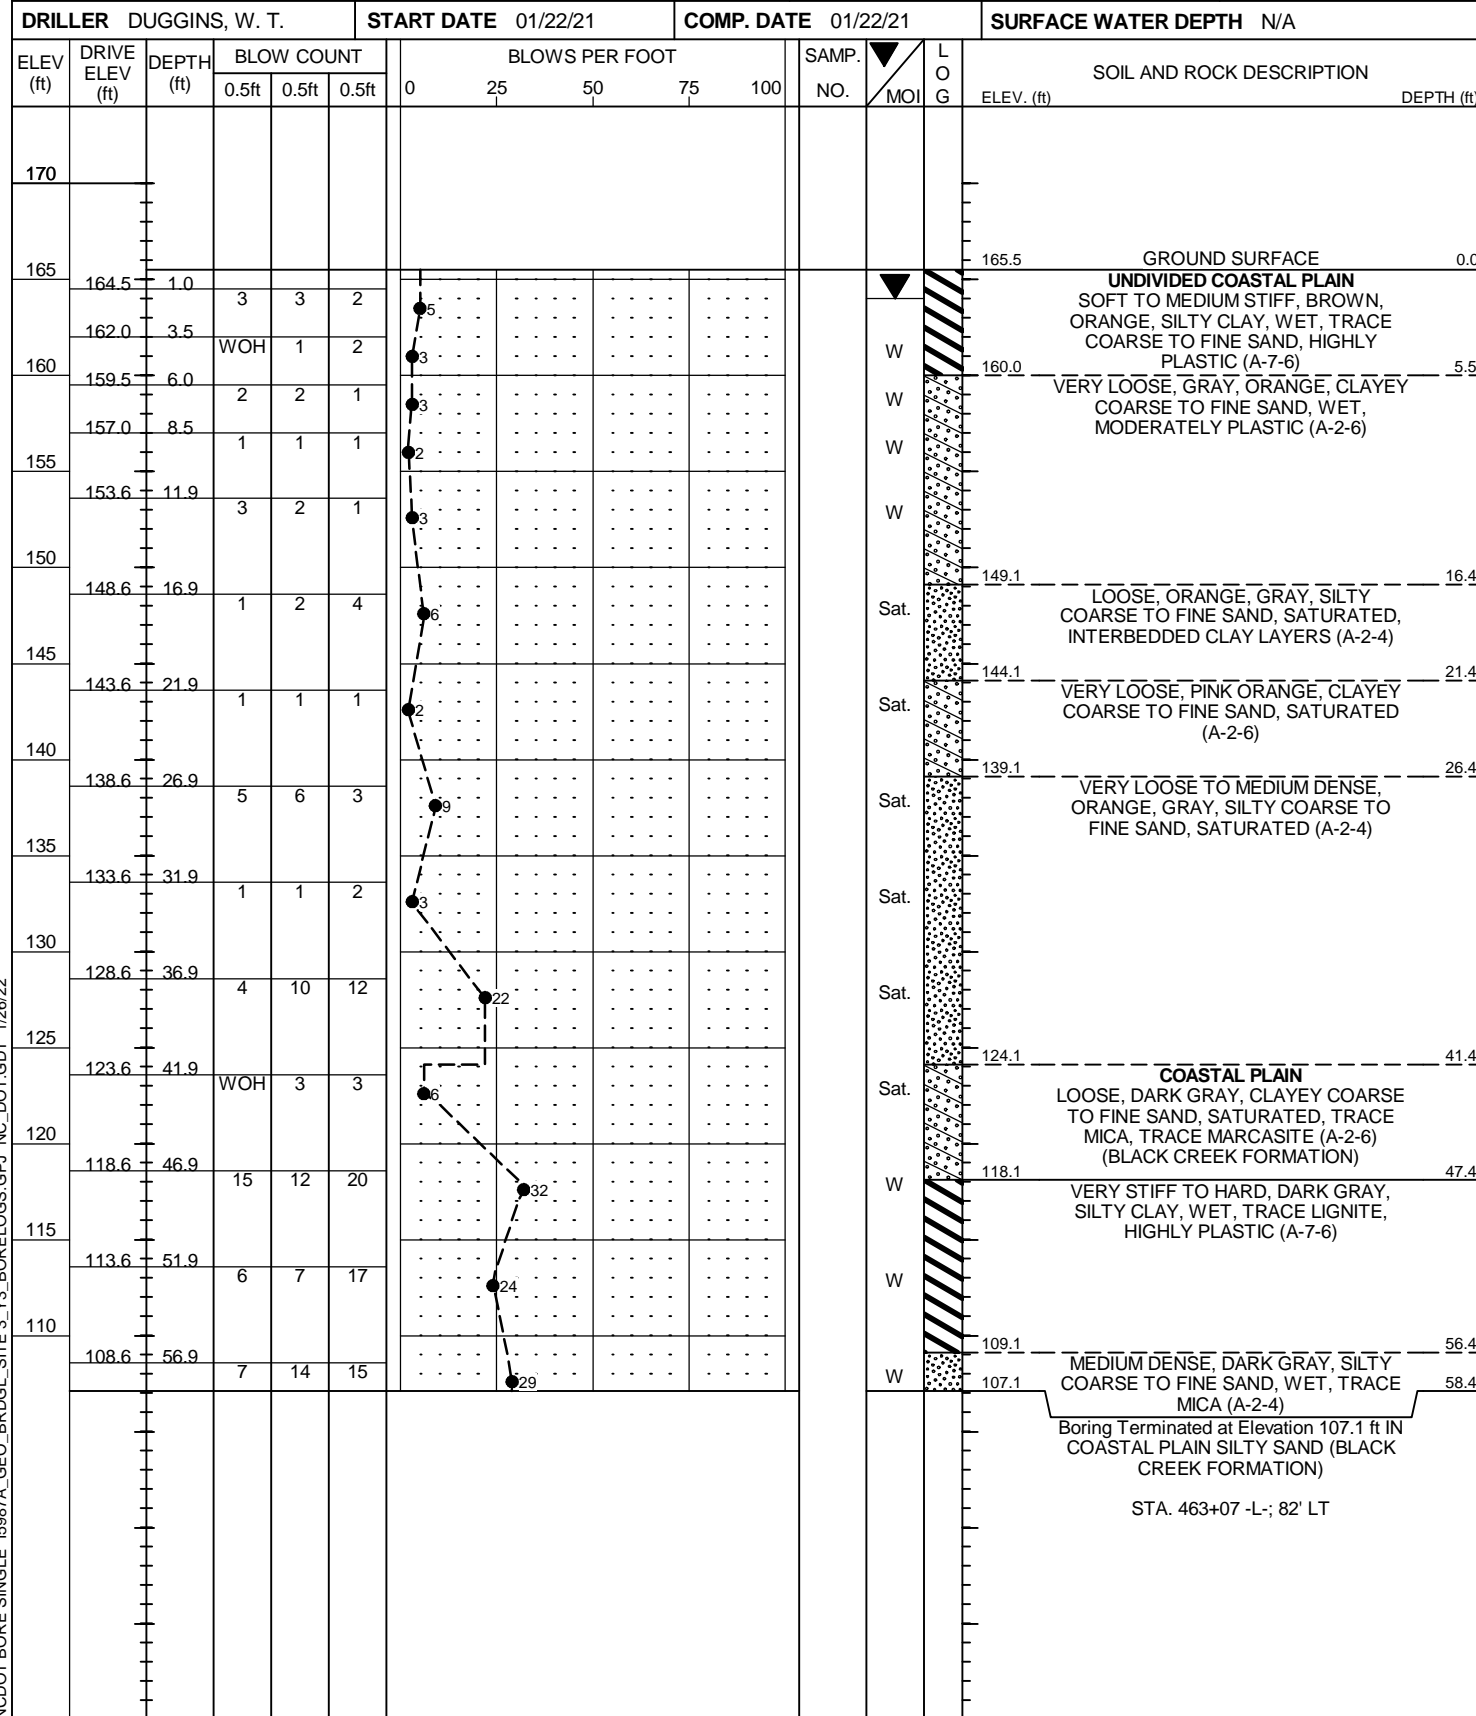 DRILLER DUGGINS, W. T. START DATE 01/22/21 COMP. DATE 01/22/21 SURFACE WATER DEPTH N/A
ELEV (ft) DRIVE ELEV (ft) DEPTH (ft) BLOW COUNT BLOWS PER FOOT SAMP. NO. MOI LOG SOIL AND ROCK DESCRIPTION
0.5ft 0.5ft 0.5ft 0 25 50 75 100 ELEV. (ft) DEPTH (ft)
170
165.5 GROUND SURFACE 0.0
165
UNDIVIDED COASTAL PLAIN
164.5 1.0 3 3 2 5
SOFT TO MEDIUM STIFF, BROWN,
ORANGE, SILTY CLAY, WET, TRACE
162.0 3.5 WOH 1 2 3 W
COARSE TO FINE SAND, HIGHLY
PLASTIC (A-7-6)
160
160.0 5.5
159.5 6.0 2 2 1 3 W
VERY LOOSE, GRAY, ORANGE, CLAYEY
COARSE TO FINE SAND, WET,
MODERATELY PLASTIC (A-2-6)
157.0 8.5 1 1 1 2 W
155
153.6 11.9 3 2 1 3 W
150
149.1 16.4
148.6 16.9 1 2 4 6 Sat.
LOOSE, ORANGE, GRAY, SILTY
COARSE TO FINE SAND, SATURATED,
INTERBEDDED CLAY LAYERS (A-2-4)
145
144.1 21.4
143.6 21.9 1 1 1 2 Sat.
VERY LOOSE, PINK ORANGE, CLAYEY
COARSE TO FINE SAND, SATURATED
(A-2-6)
140
139.1 26.4
138.6 26.9 5 6 3 9 Sat.
VERY LOOSE TO MEDIUM DENSE,
ORANGE, GRAY, SILTY COARSE TO
FINE SAND, SATURATED (A-2-4)
135
133.6 31.9 1 1 2 3 Sat.
130
128.6 36.9 4 10 12 22 Sat.
125
124.1 41.4
123.6 41.9 WOH 3 3 6 Sat.
COASTAL PLAIN
LOOSE, DARK GRAY, CLAYEY COARSE
TO FINE SAND, SATURATED, TRACE
MICA, TRACE MARCASITE (A-2-6)
(BLACK CREEK FORMATION)
120
118.6 46.9 15 12 20 32 W
118.1 47.4
VERY STIFF TO HARD, DARK GRAY,
SILTY CLAY, WET, TRACE LIGNITE,
HIGHLY PLASTIC (A-7-6)
115
113.6 51.9 6 7 17 24 W
110
109.1 56.4
108.6 56.9 7 14 15 29 W
MEDIUM DENSE, DARK GRAY, SILTY
COARSE TO FINE SAND, WET, TRACE
MICA (A-2-4)
107.1 58.4
Boring Terminated at Elevation 107.1 ft IN
COASTAL PLAIN SILTY SAND (BLACK
CREEK FORMATION)
STA. 463+07 -L-; 82' LT